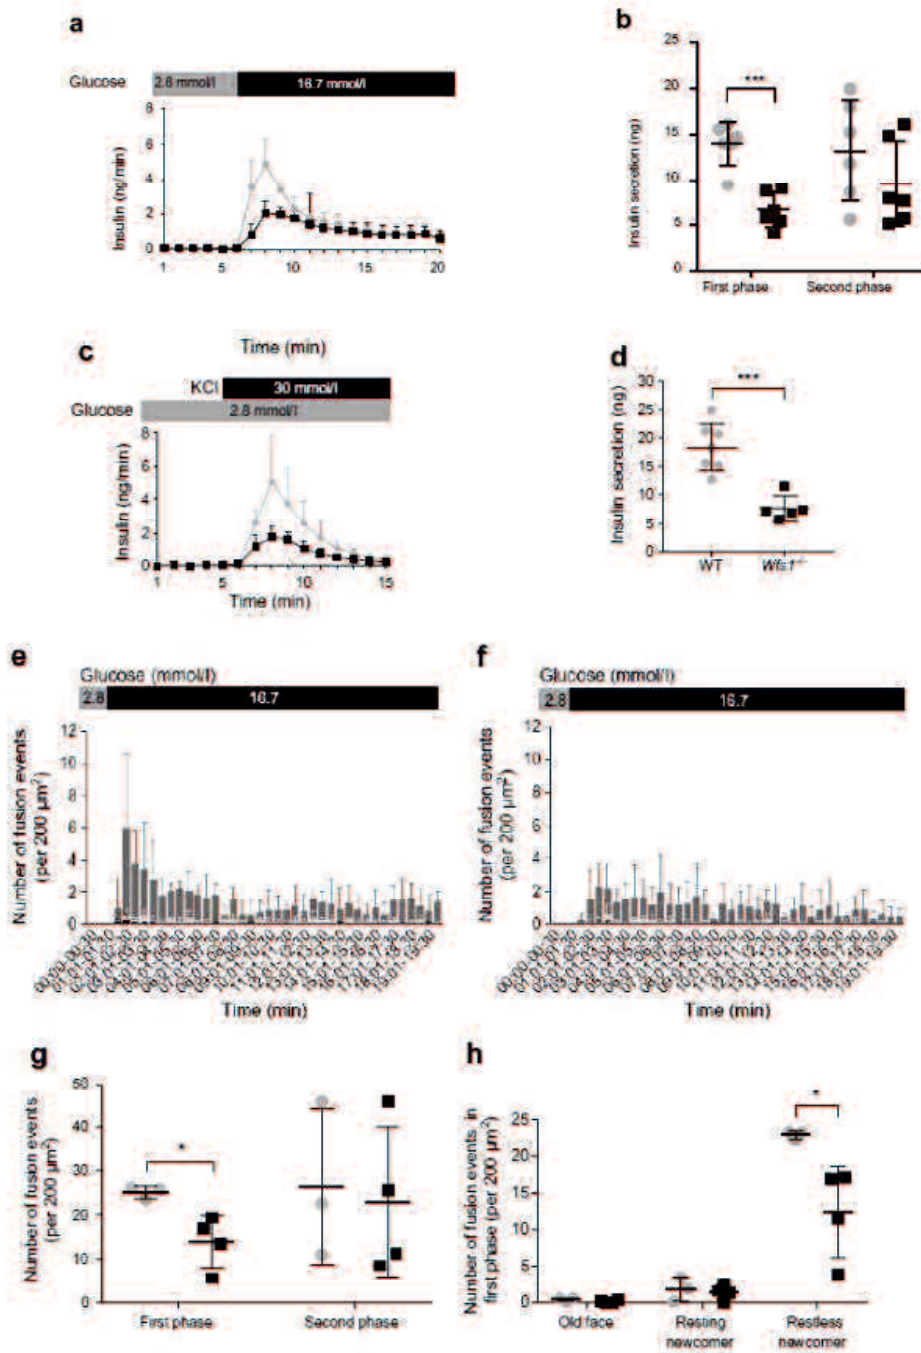 a
Glucose 2.8 mmol/l 16.7 mmol/l
Insulin (ng/min)
8
6
4
2
0
1 5 10 15 20
Time (min)
b
Insulin secretion (ng)
25
20
15
10
5
0
***
First phase Second phase
c
KCl 30 mmol/l
Glucose 2.8 mmol/l
Insulin (ng/min)
8
6
4
2
0
1 5 10 15
Time (min)
d
Insulin secretion (ng)
30
25
20
15
10
5
0
***
WT Wfs1-/-
e
Glucose (mmol/l)
2.8 16.7
Number of fusion events
(per 200 µm²)
12
10
8
6
4
2
0
Time (min)
f
Glucose (mmol/l)
2.8 16.7
Number of fusion events
(per 200 µm²)
12
10
8
6
4
2
0
Time (min)
g
Number of fusion events
(per 200 µm²)
50
40
30
20
10
0
*
First phase Second phase
h
Number of fusion events in
first phase (per 200 µm²)
25
20
15
10
5
0
*
Old face Resting newcomer Restless newcomer